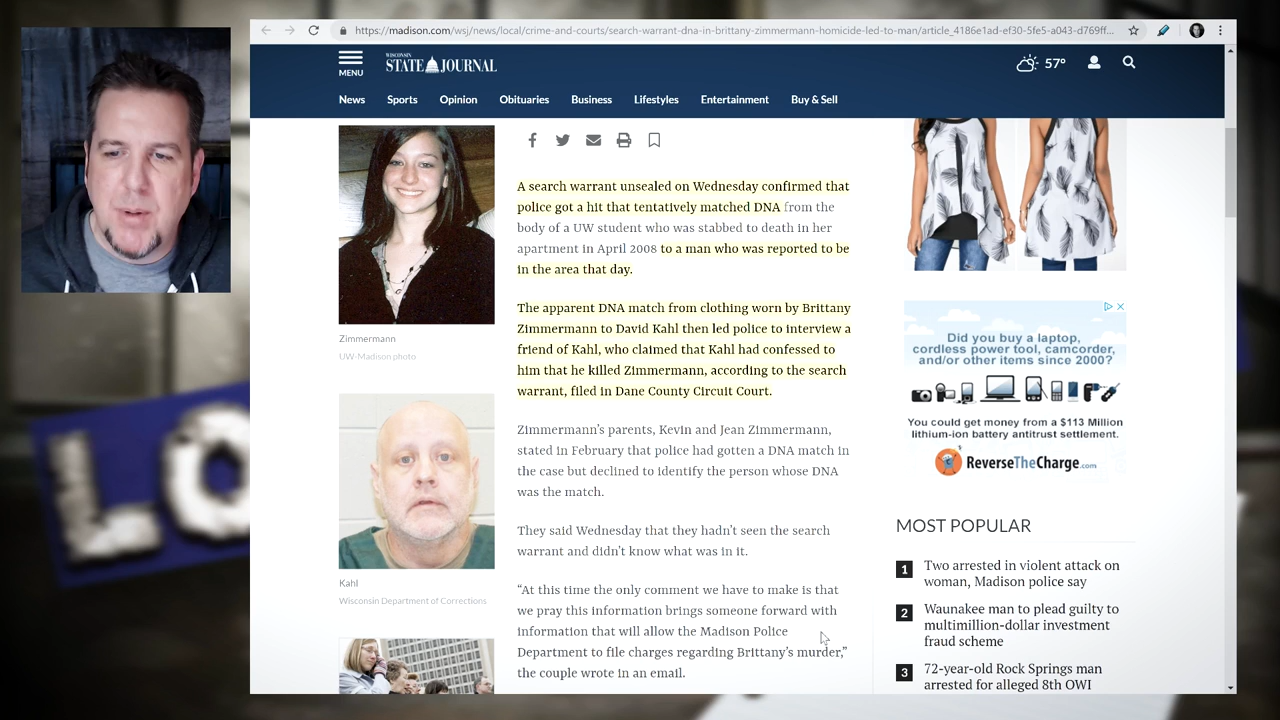 https://madison.com/wsj/news/local/crime-and-courts/search-warrant-dna-in-brittany-zimmermann-homicide-led-to-man/article_4186e1ad-ef30-5fe5-a043-d769ff...
MENU
WISCONSIN
STATE JOURNAL
57°
News Sports Opinion Obituaries Business Lifestyles Entertainment Buy & Sell
Zimmermann
UW-Madison photo
Kahl
Wisconsin Department of Corrections
A search warrant unsealed on Wednesday confirmed that
police got a hit that tentatively matched DNA from the
body of a UW student who was stabbed to death in her
apartment in April 2008 to a man who was reported to be
in the area that day.
The apparent DNA match from clothing worn by Brittany
Zimmermann to David Kahl then led police to interview a
friend of Kahl, who claimed that Kahl had confessed to
him that he killed Zimmermann, according to the search
warrant, filed in Dane County Circuit Court.
Zimmermann's parents, Kevin and Jean Zimmermann,
stated in February that police had gotten a DNA match in
the case but declined to identify the person whose DNA
was the match.
They said Wednesday that they hadn't seen the search
warrant and didn't know what was in it.
“At this time the only comment we have to make is that
we pray this information brings someone forward with
information that will allow the Madison Police
Department to file charges regarding Brittany's murder,”
the couple wrote in an email.
Did you buy a laptop,
cordless power tool, camcorder,
and/or other items since 2000?
You could get money from a $113 Million
lithium-ion battery antitrust settlement.
ReverseTheCharge.com
MOST POPULAR
1 Two arrested in violent attack on
woman, Madison police say
2 Waunakee man to plead guilty to
multimillion-dollar investment
fraud scheme
3 72-year-old Rock Springs man
arrested for alleged 8th OWI
LO